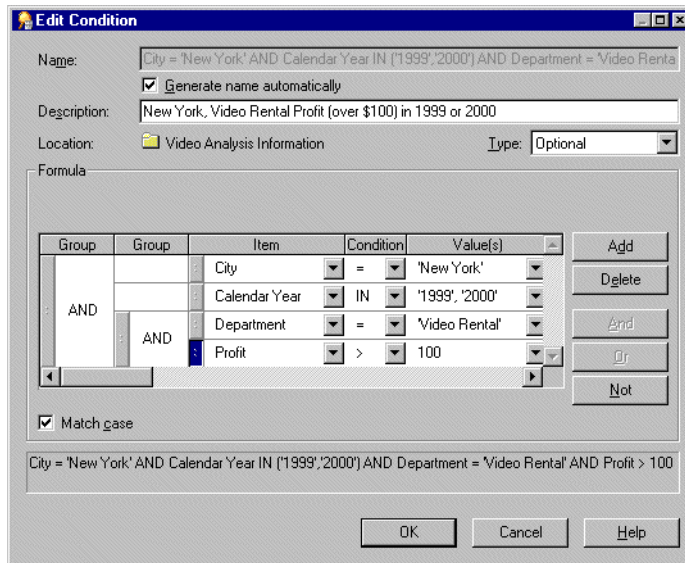 Edit Condition
Name: City = 'New York' AND Calendar Year IN ('1999','2000') AND Department = 'Video Renta
Generate name automatically
Description: New York, Video Rental Profit (over $100) in 1999 or 2000
Location: Video Analysis Information Type: Optional
Formula
Group Group Item Condition Value(s)
City = 'New York'
Calendar Year IN '1999', '2000'
AND
Department = 'Video Rental'
AND
Profit > 100
Add
Delete
And
Or
Not
Match case
City = 'New York' AND Calendar Year IN ('1999','2000') AND Department = 'Video Rental' AND Profit > 100
OK Cancel Help